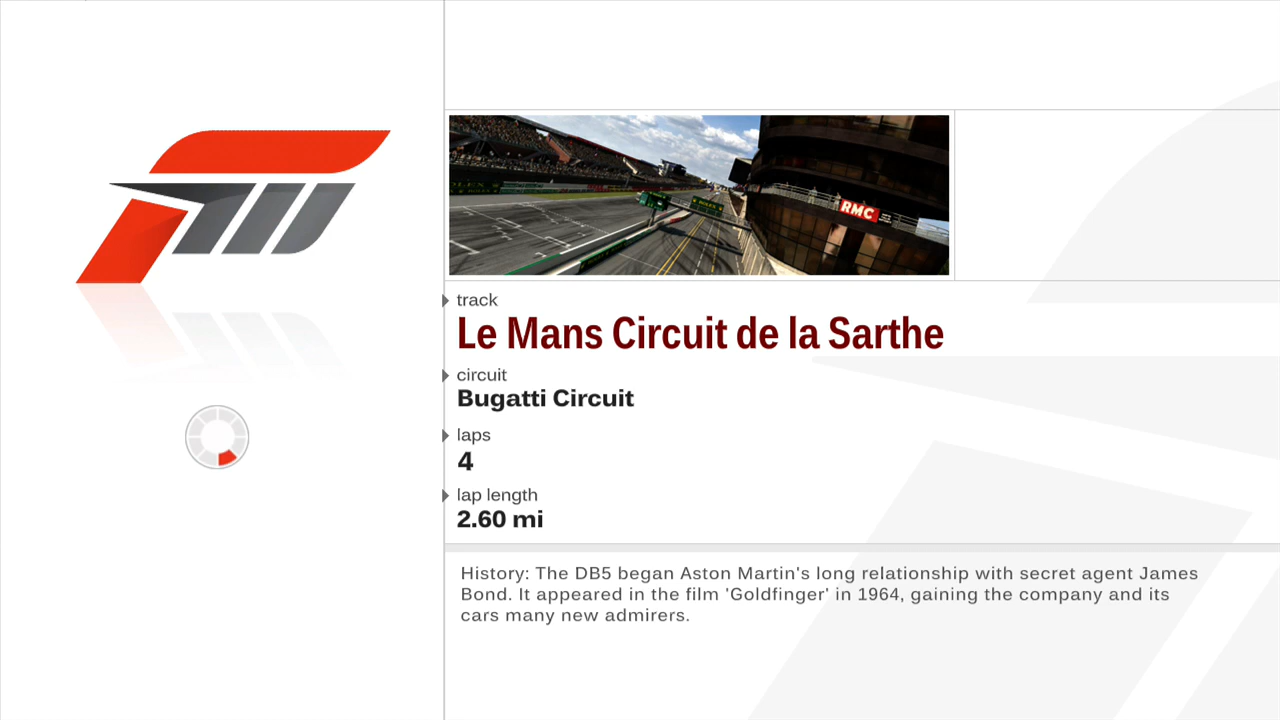 RMC
track
Le Mans Circuit de la Sarthe
circuit
Bugatti Circuit
laps
4
lap length
2.60 mi
History: The DB5 began Aston Martin's long relationship with secret agent James
Bond. It appeared in the film 'Goldfinger' in 1964, gaining the company and its
cars many new admirers.